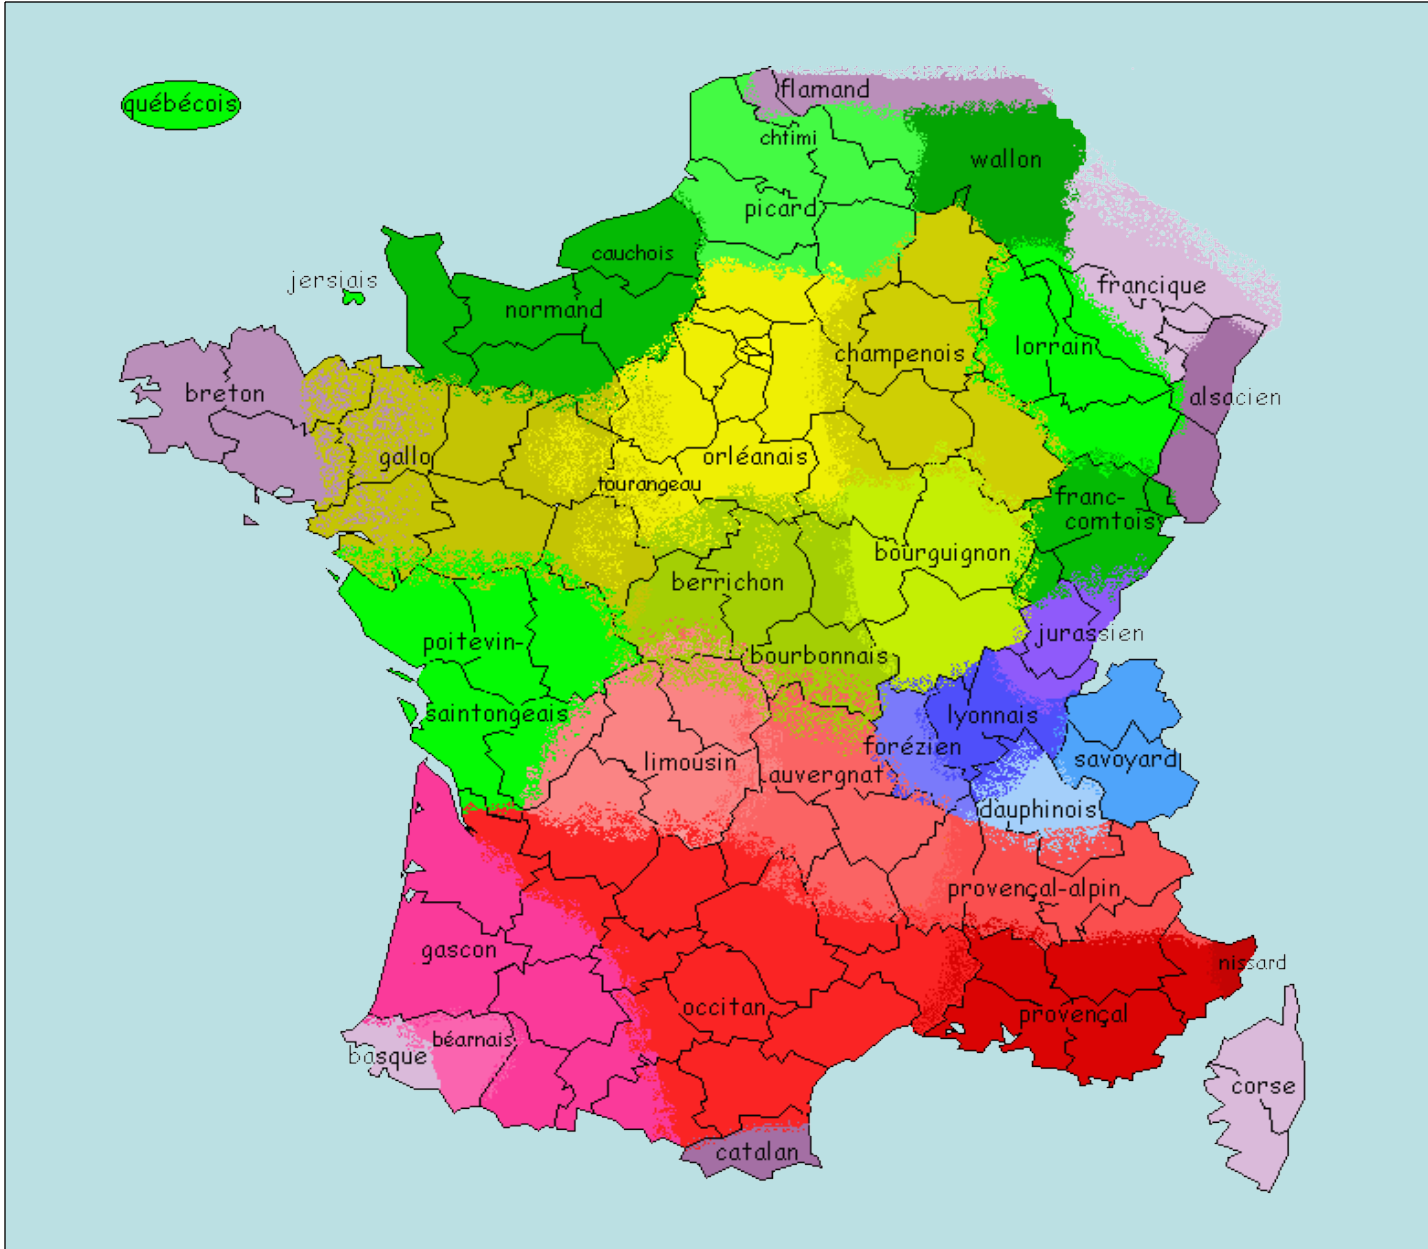 flamand
québécois
chtimi
wallon
picard
cauchois
jersiais
francique
normand
lorrain
champenois
breton
alsacien
gallo
orléanais
tourangeau
franc-
comtois
bourguignon
berrichon
jurassien
poitevin-
bourbonnais
saintongeais
lyonnais
forézien
limousin
savoyard
auvergnat
dauphinois
provençal-alpin
gascon
nissard
occitan
provençal
béarnais
basque
corse
catalan